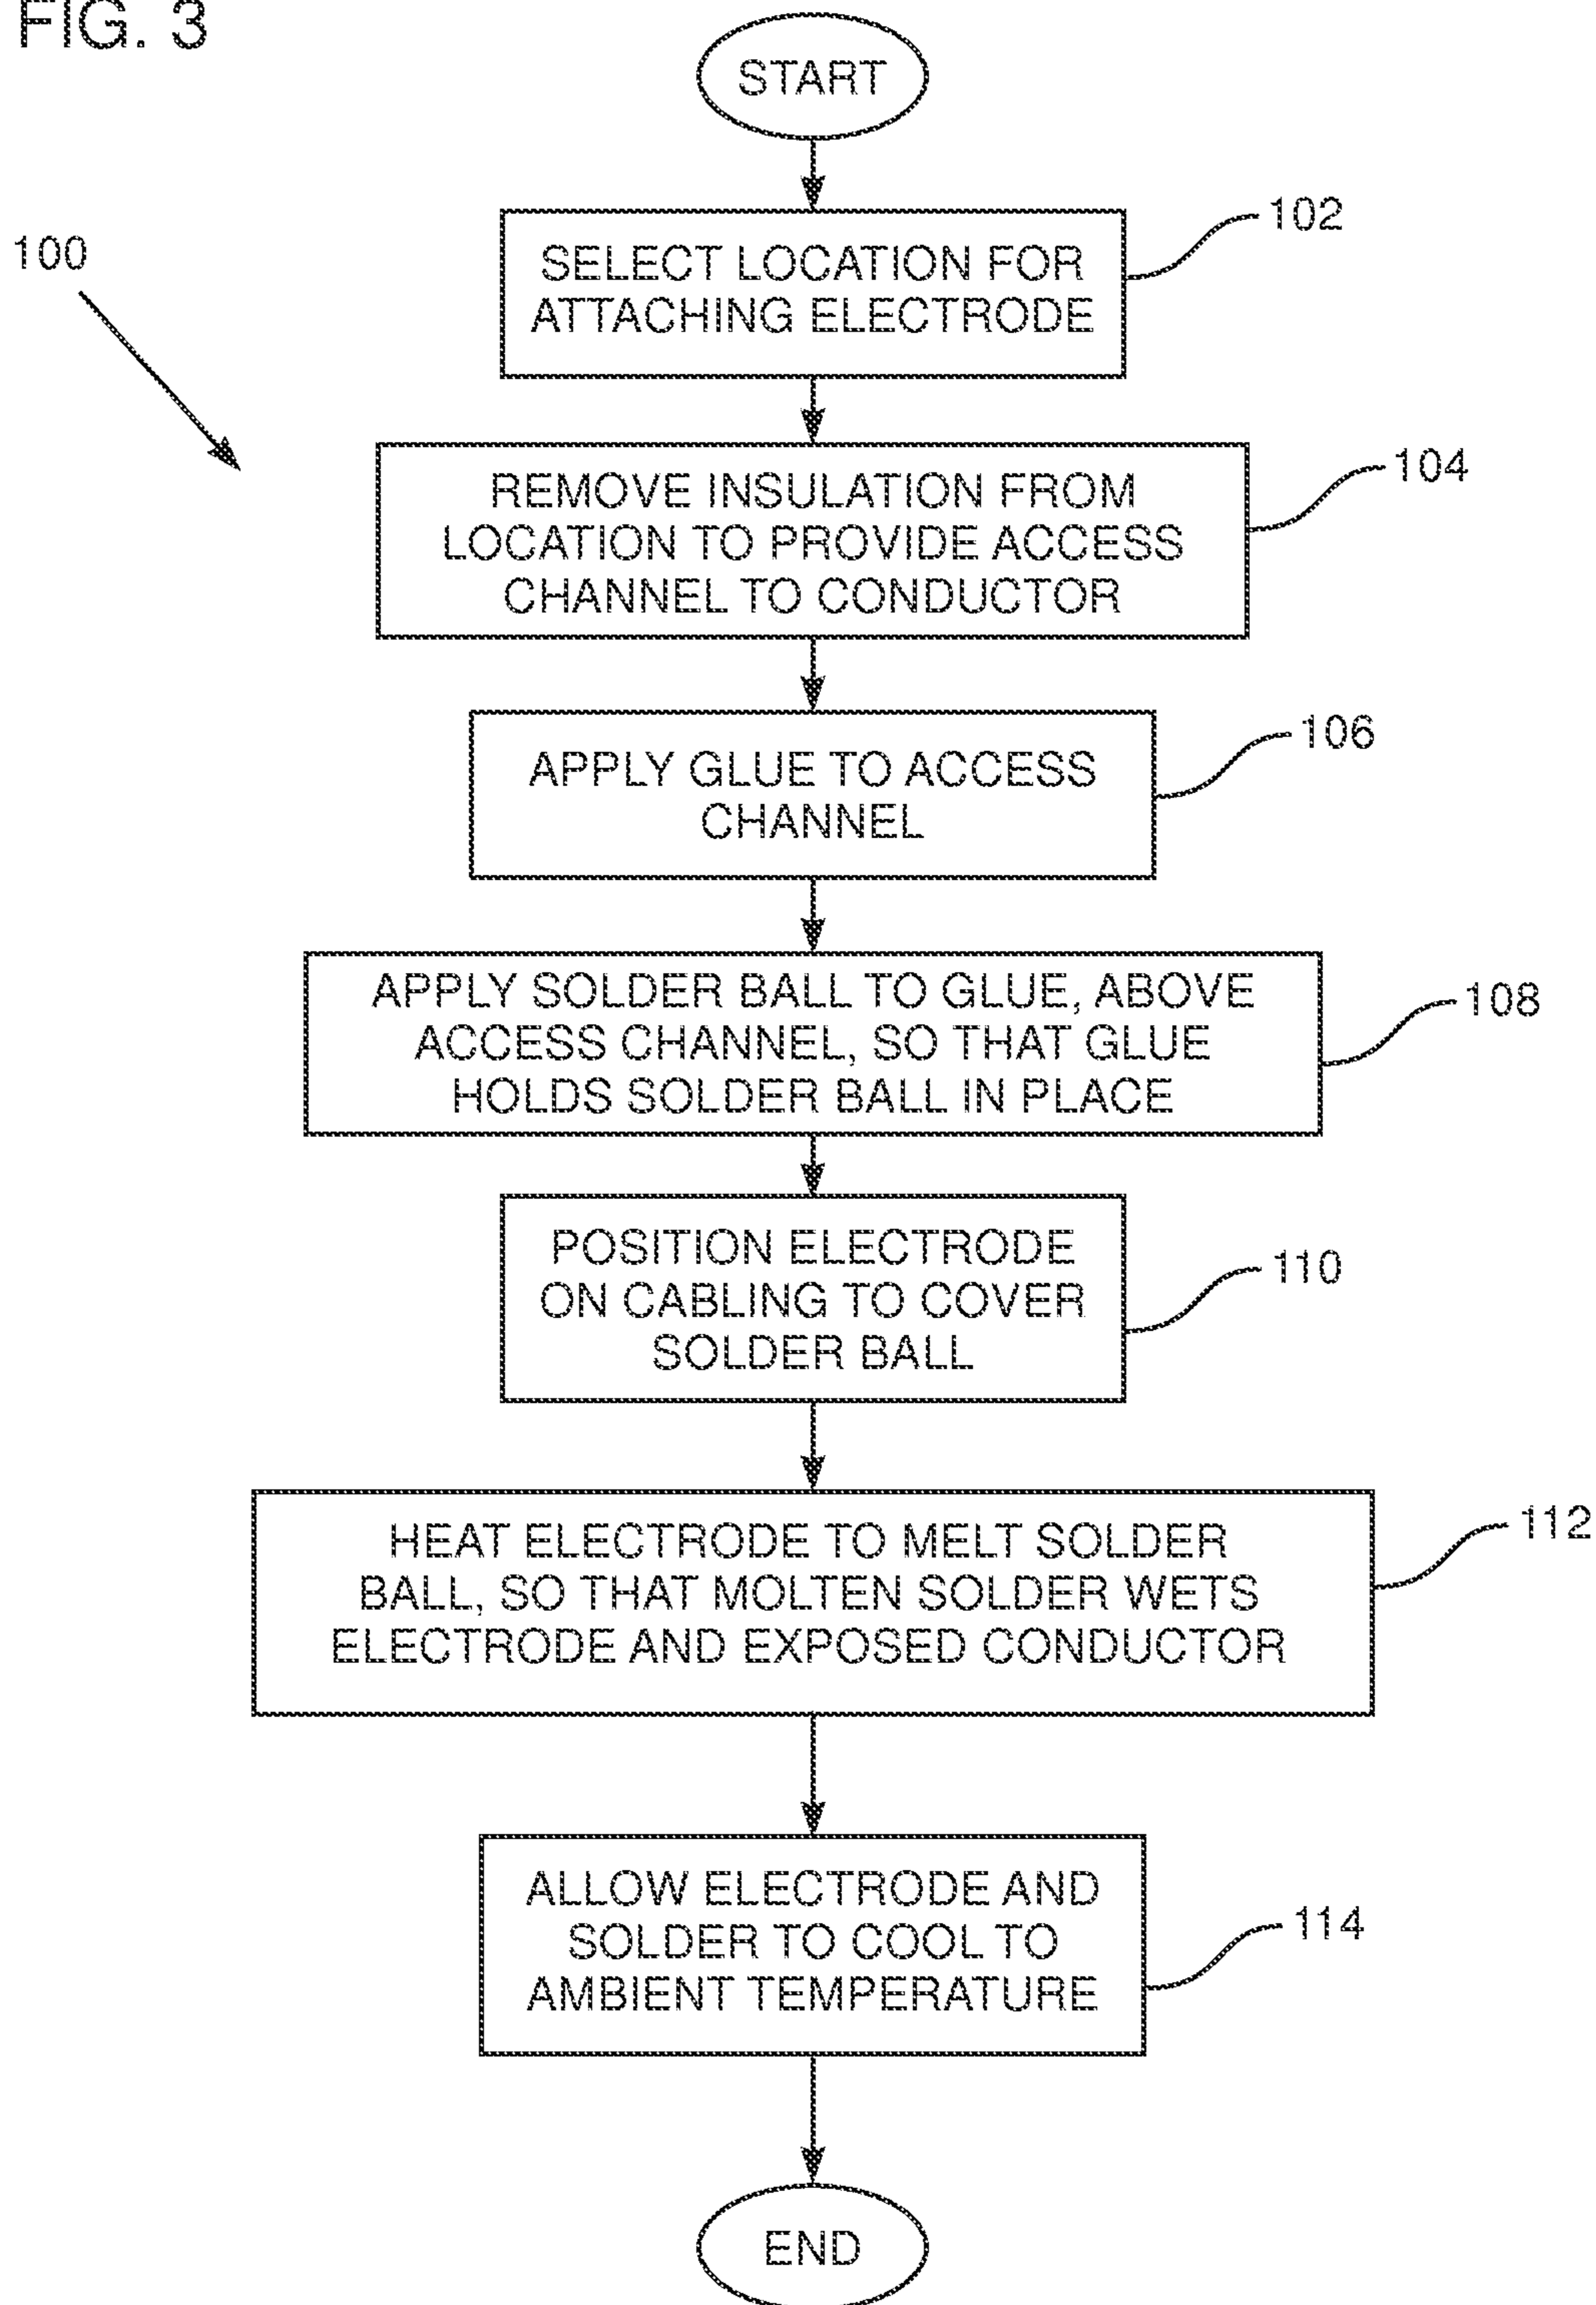 FIG. 3
START
100
102
SELECT LOCATION FOR
ATTACHING ELECTRODE
104
REMOVE INSULATION FROM
LOCATION TO PROVIDE ACCESS
CHANNEL TO CONDUCTOR
106
APPLY GLUE TO ACCESS
CHANNEL
108
APPLY SOLDER BALL TO GLUE, ABOVE
ACCESS CHANNEL, SO THAT GLUE
HOLDS SOLDER BALL IN PLACE
110
POSITION ELECTRODE
ON CABLING TO COVER
SOLDER BALL
112
HEAT ELECTRODE TO MELT SOLDER
BALL, SO THAT MOLTEN SOLDER WETS
ELECTRODE AND EXPOSED CONDUCTOR
114
ALLOW ELECTRODE AND
SOLDER TO COOL TO
AMBIENT TEMPERATURE
END